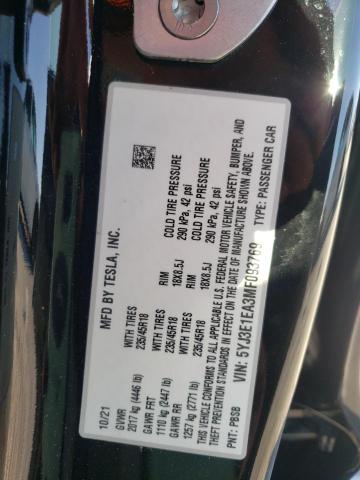 MFD BY TESLA, INC.
10/21
GVWR
2017 kg (4446 lb)
GAWR FRT WITH TIRES RIM COLD TIRE PRESSURE
1110 kg (2447 lb) 235/45R18 18X8.5J 290 kPa, 42 psi
GAWR RR WITH TIRES RIM COLD TIRE PRESSURE
1257 kg (2771 lb) 235/45R18 18X8.5J 290 kPa, 42 psi
THIS VEHICLE CONFORMS TO ALL APPLICABLE U.S. FEDERAL MOTOR VEHICLE SAFETY, BUMPER, AND
THEFT PREVENTION STANDARDS IN EFFECT ON THE DATE OF MANUFACTURE SHOWN ABOVE.
VIN: 5YJ3E1EA3MF093769 TYPE: PASSENGER CAR
PNT: PBSB